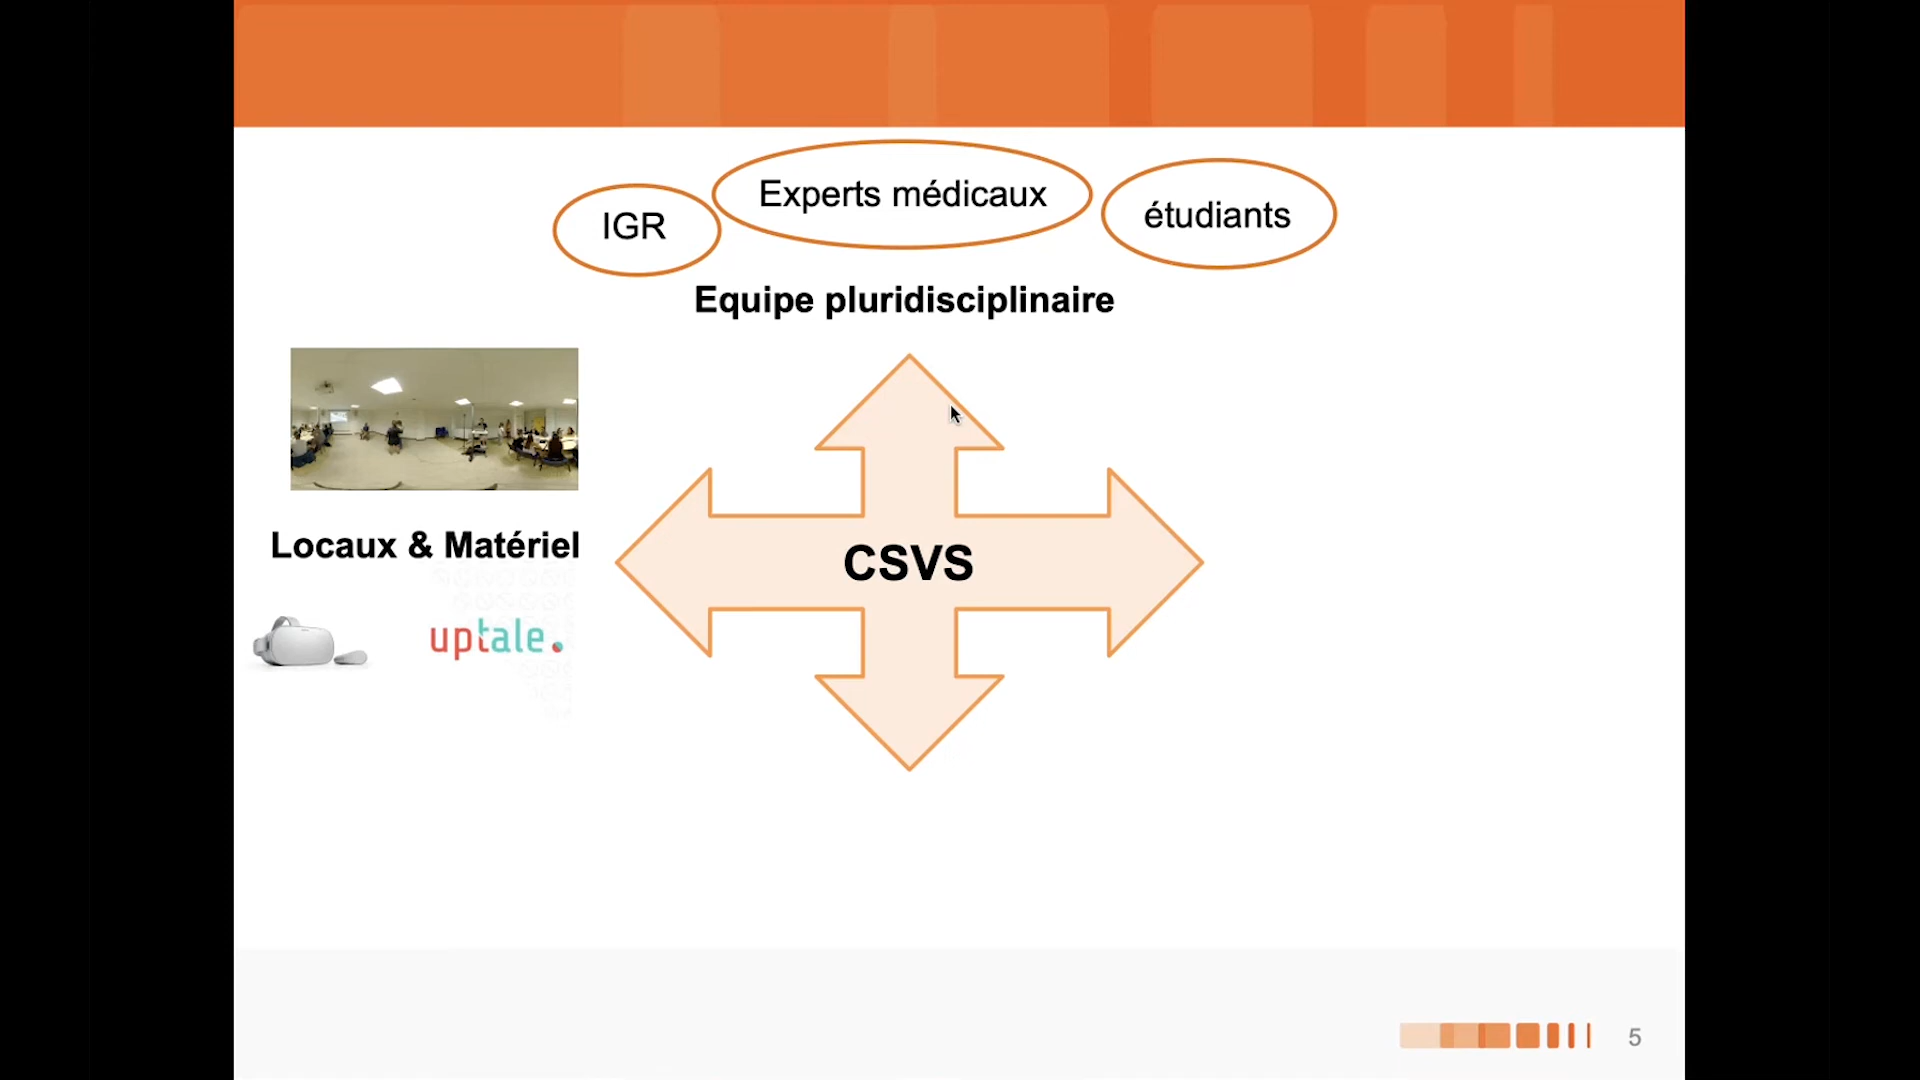 IGR
Experts médicaux
étudiants
Equipe pluridisciplinaire
Locaux & Matériel
CSVS
uptale.
5